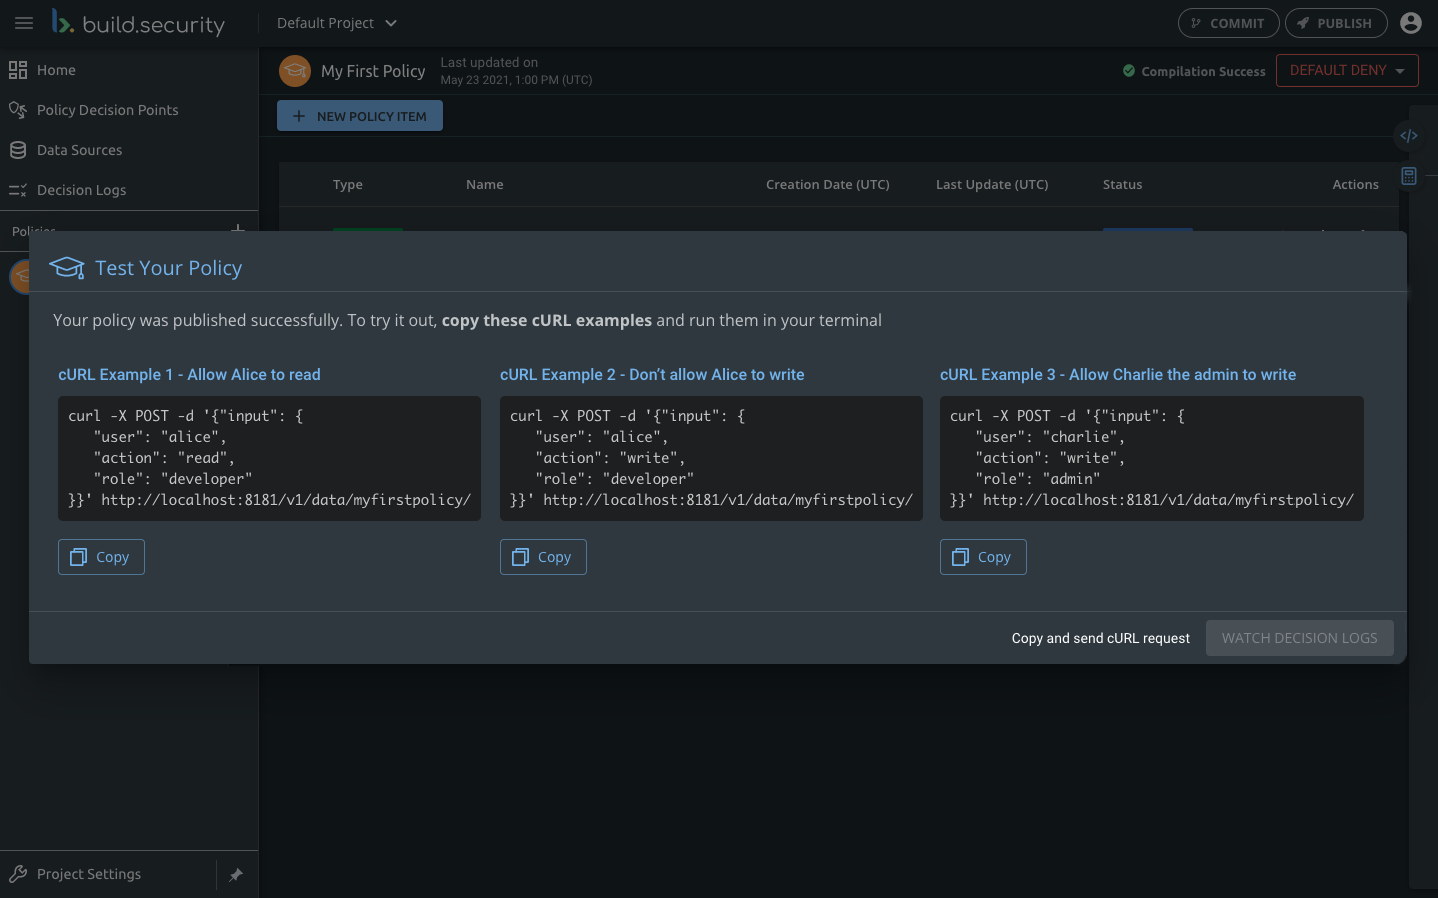 build.security
Default Project
COMMIT
PUBLISH
Home
Policy Decision Points
Data Sources
Decision Logs
Policies
My First Policy
Last updated on
May 23 2021, 1:00 PM (UTC)
Compilation Success
DEFAULT DENY
+ NEW POLICY ITEM
Type Name Creation Date (UTC) Last Update (UTC) Status Actions
Test Your Policy
Your policy was published successfully. To try it out, copy these cURL examples and run them in your terminal
cURL Example 1 - Allow Alice to read
curl -X POST -d '{"input": {
"user": "alice",
"action": "read",
"role": "developer"
}}' http://localhost:8181/v1/data/myfirstpolicy/
Copy
cURL Example 2 - Don't allow Alice to write
curl -X POST -d '{"input": {
"user": "alice",
"action": "write",
"role": "developer"
}}' http://localhost:8181/v1/data/myfirstpolicy/
Copy
cURL Example 3 - Allow Charlie the admin to write
curl -X POST -d '{"input": {
"user": "charlie",
"action": "write",
"role": "admin"
}}' http://localhost:8181/v1/data/myfirstpolicy/
Copy
Copy and send cURL request
WATCH DECISION LOGS
Project Settings